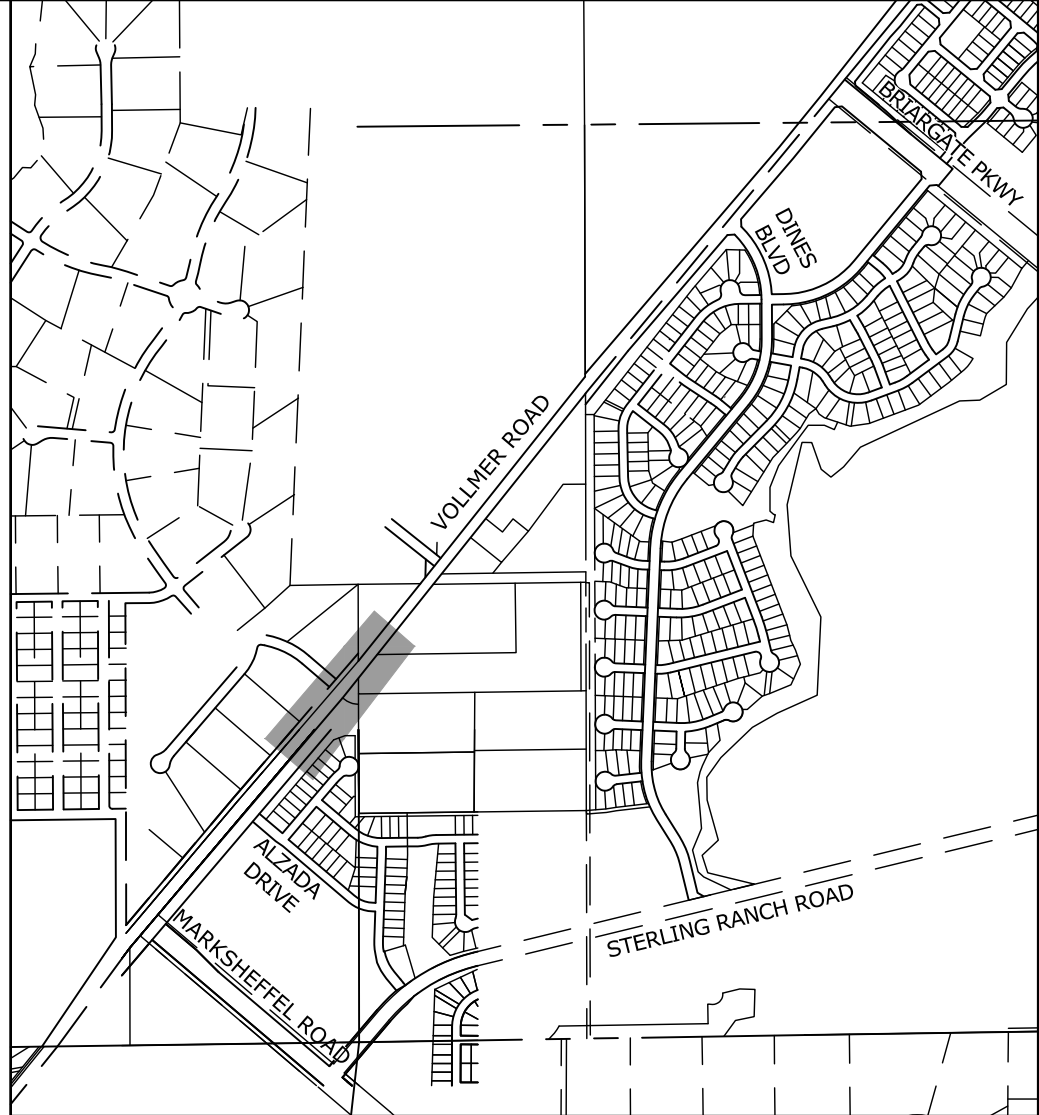 BRIARGATE PKWY
DINES
BLVD
VOLLMER ROAD
ALZADA
DRIVE
STERLING RANCH ROAD
MARKSHEFFEL ROAD